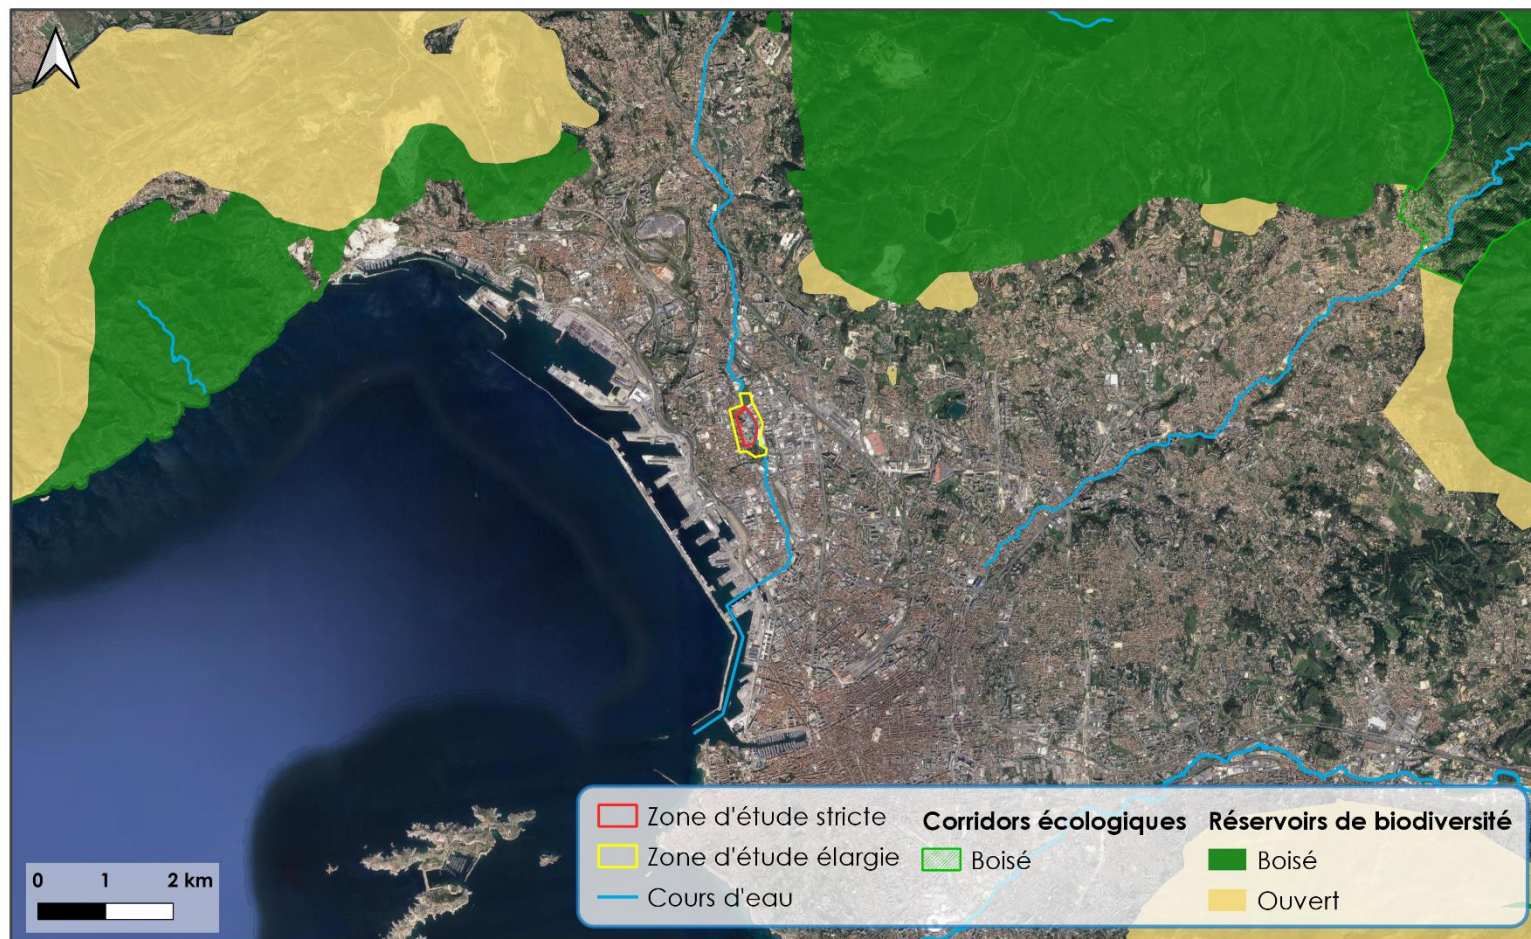 0 1 2 km
Zone d'étude stricte
Zone d'étude élargie
Cours d'eau
Corridors écologiques
Boisé
Réservoirs de biodiversité
Boisé
Ouvert